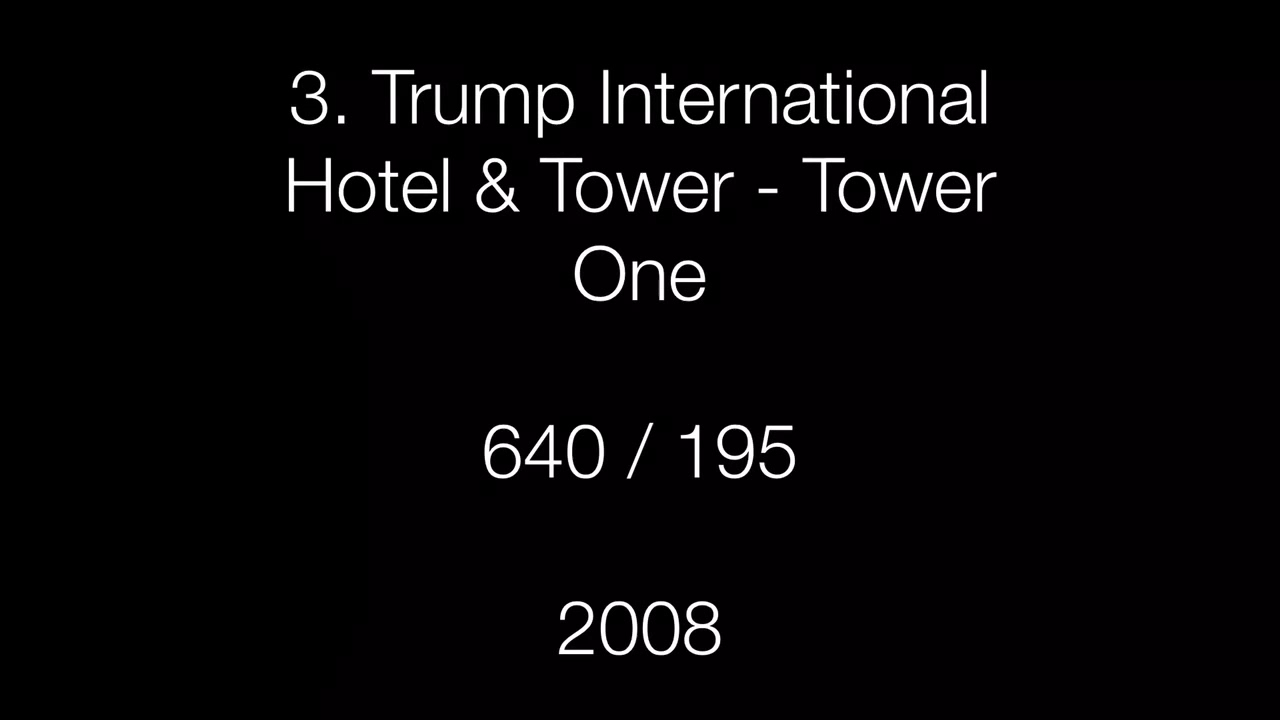 3. Trump International
Hotel & Tower - Tower
One
640 / 195
2008